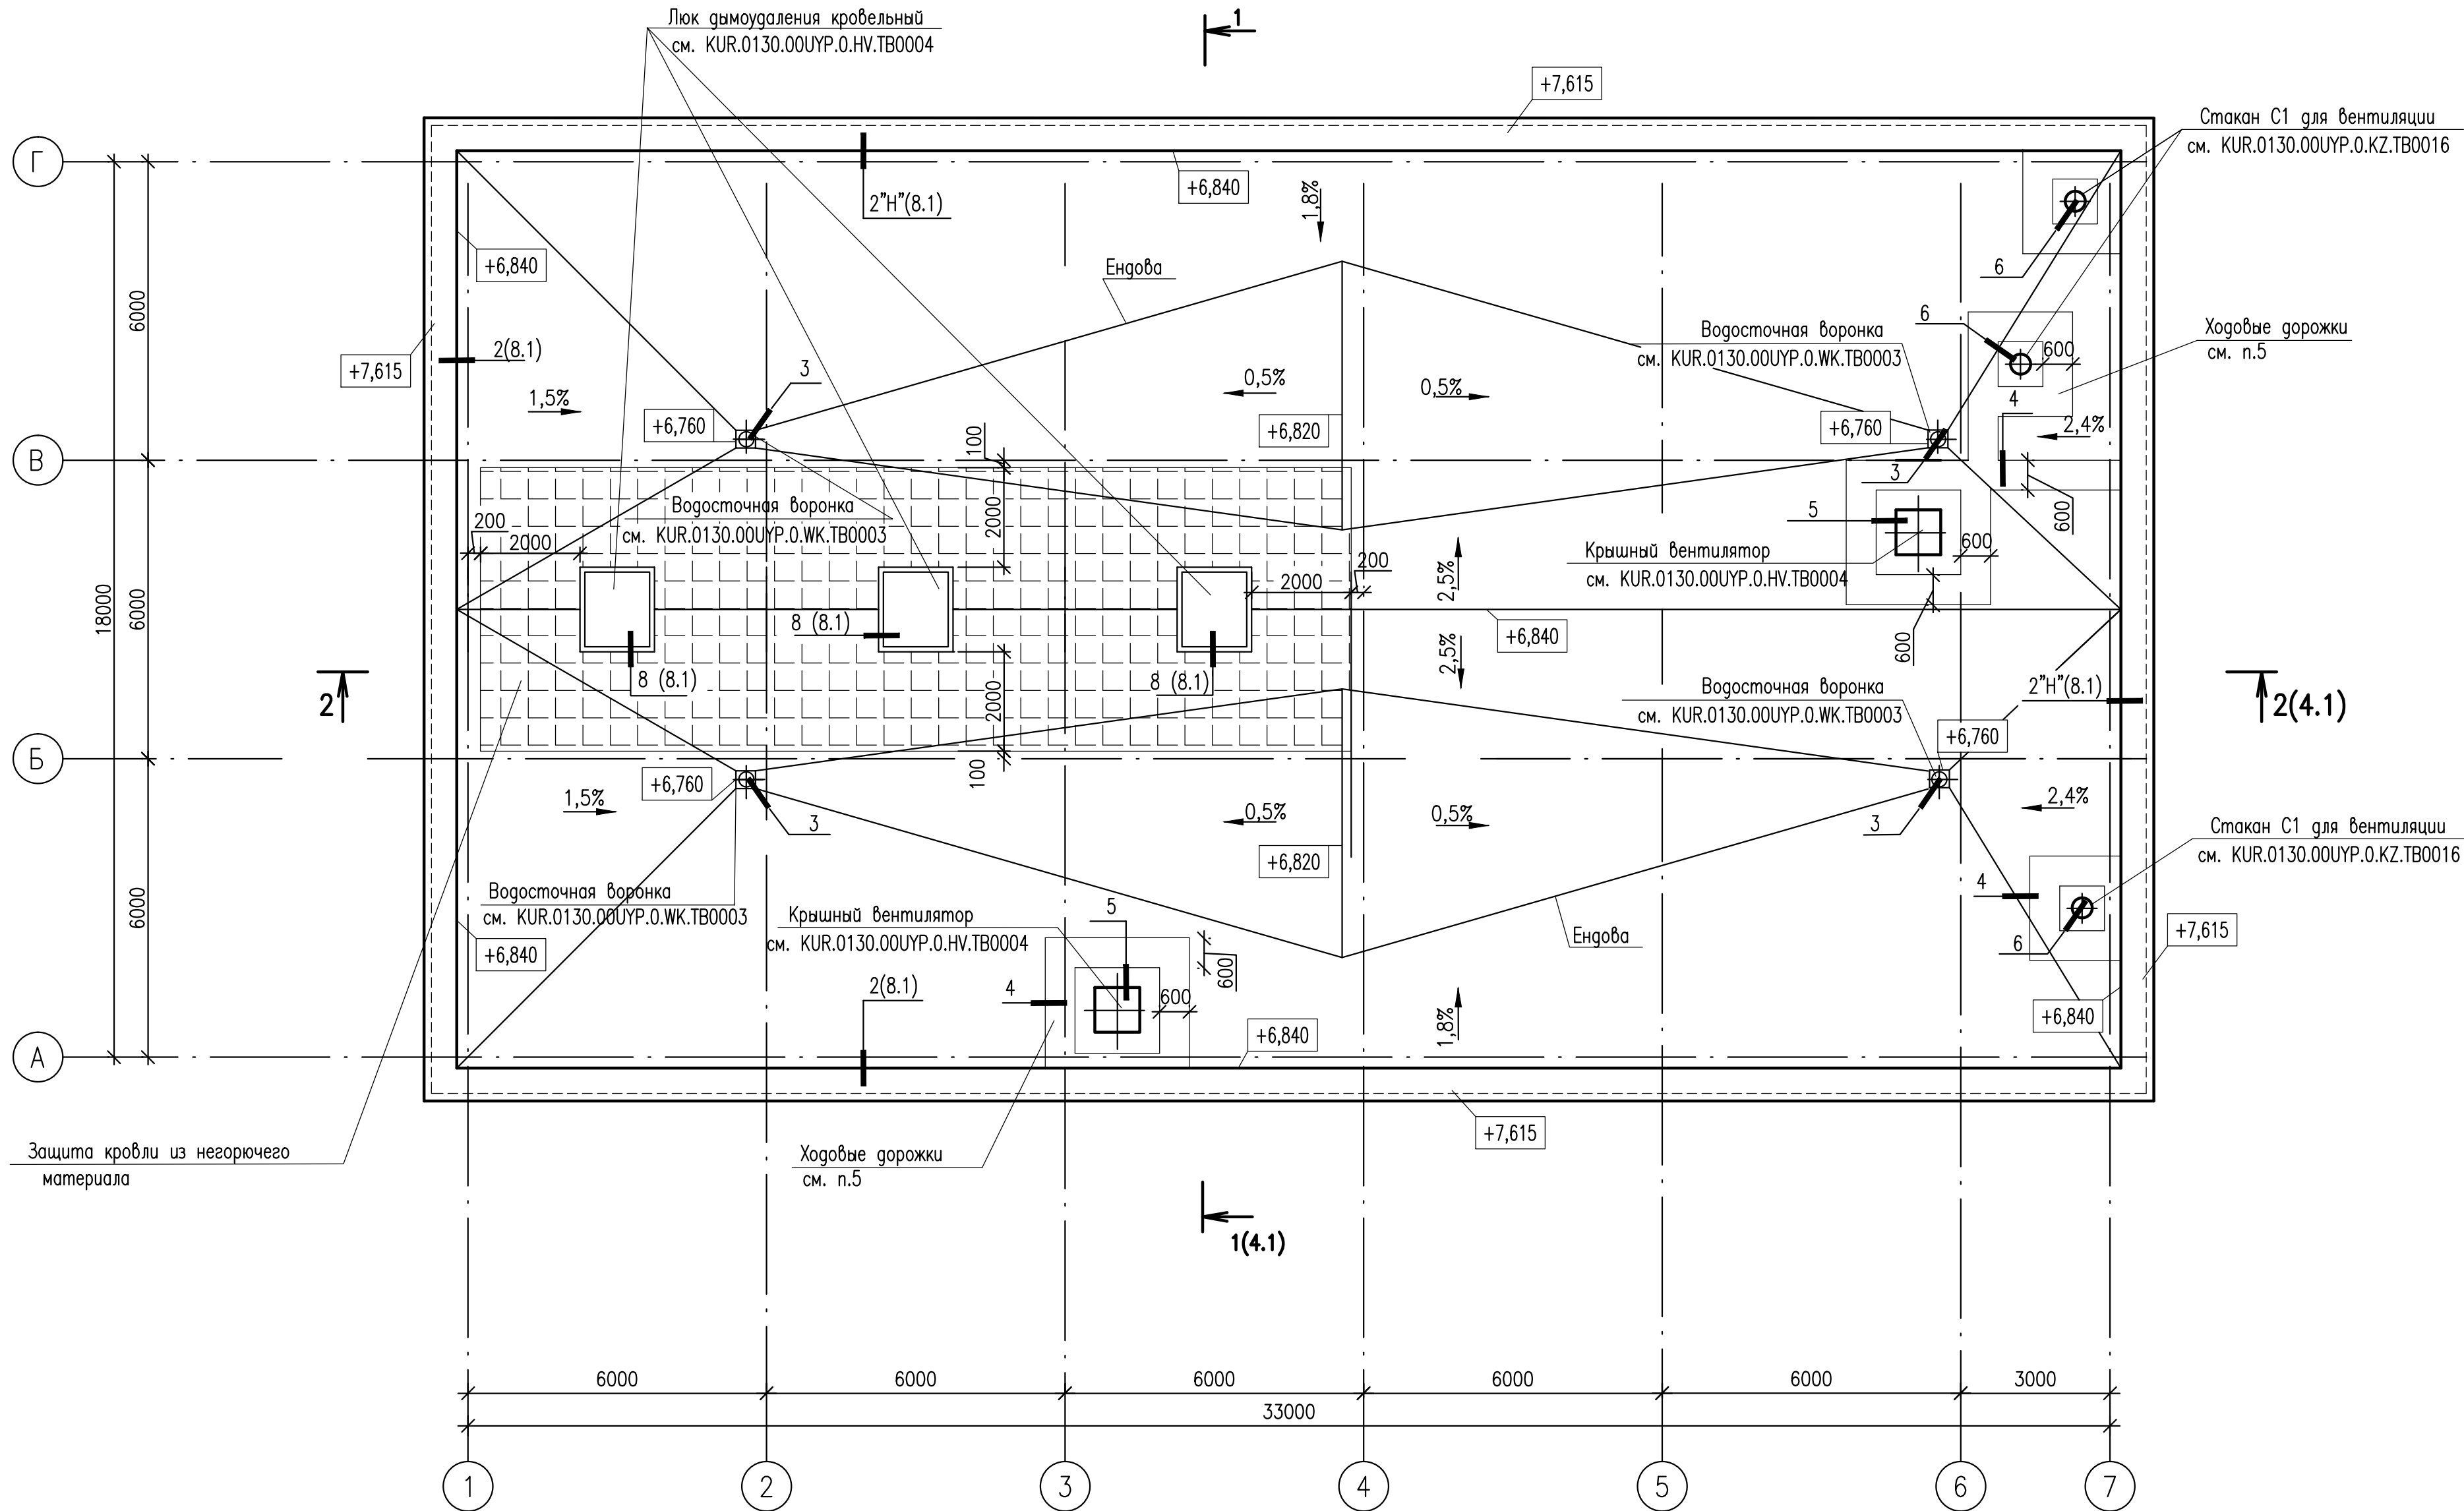 Люк дымоудаления кровельный
см. KUR.0130.00UYP.0.HV.TB0004
1
+7,615
Стакан С1 для вентиляции
см. KUR.0130.00UYP.0.KZ.TB0016
Г
2"Н"(8.1)
+6,840
1,8%
6
+6,840
Ендова
6000
2(8.1)
+7,615
3
1,5%
0,5%
0,5%
Водосточная воронка
см. KUR.0130.00UYP.0.WK.TB0003
6
600
Ходовые дорожки
см. п.5
4
2,4%
+6,760
+6,820
+6,760
В
100
3
200
2000
Водосточная воронка
см. KUR.0130.00UYP.0.WK.TB0003
2000
5
600
Крышный вентилятор
см. KUR.0130.00UYP.0.HV.TB0004
600
200
2000
2,5%
18000
6000
8 (8.1)
+6,840
600
2,5%
8 (8.1)
8 (8.1)
2000
2
Водосточная воронка
см. KUR.0130.00UYP.0.WK.TB0003
2"Н"(8.1)
2(4.1)
+6,760
Б
100
+6,760
1,5%
3
0,5%
0,5%
3
2,4%
+6,820
Стакан С1 для вентиляции
см. KUR.0130.00UYP.0.KZ.TB0016
6000
Водосточная воронка
см. KUR.0130.00UYP.0.WK.TB0003
Крышный вентилятор
см. KUR.0130.00UYP.0.HV.TB0004
5
4
+6,840
Ендова
6
+7,615
600
2(8.1)
4
600
1,8%
+6,840
+6,840
А
+7,615
Защита кровли из негорючего
материала
Ходовые дорожки
см. п.5
1(4.1)
6000
6000
6000
6000
6000
3000
33000
1
2
3
4
5
6
7